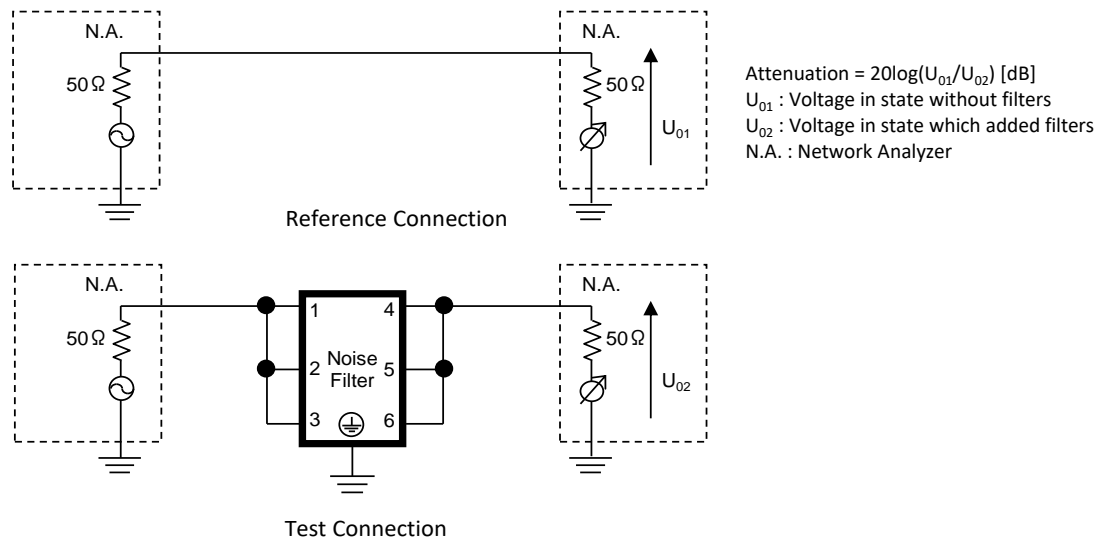 N.A.
50Ω
N.A.
50Ω
U01
Attenuation = 20log(U01/U02) [dB]
U01 : Voltage in state without filters
U02 : Voltage in state which added filters
N.A. : Network Analyzer
Reference Connection
N.A.
50Ω
1
2
3
Noise
Filter
4
5
6
N.A.
50Ω
U02
Test Connection